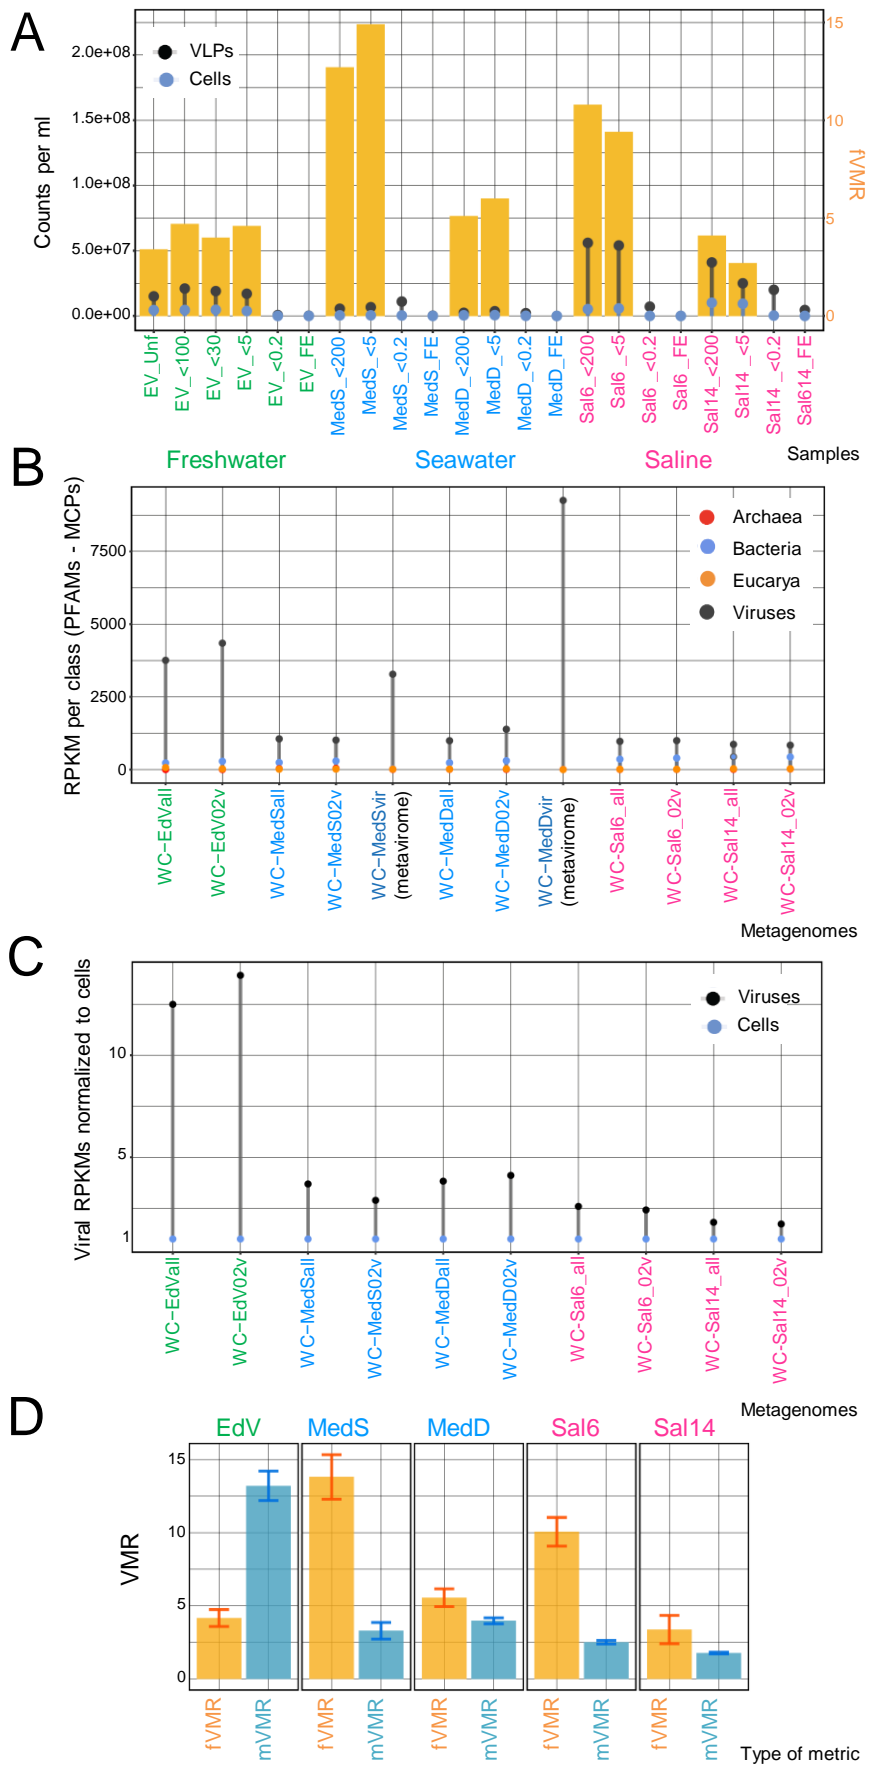 A
2.0e+08
1.5e+08
1.0e+08
5.0e+07
0.0e+00
Counts per ml
VLPs
Cells
15
10
5
0
fVMR
EV_Unf
EV_<100
EV_<30
EV_<5
EV_<0.2
EV_FE
MedS_<200
MedS_<5
MedS_<0.2
MedS_FE
MedD_<200
MedD_<5
MedD_<0.2
MedD_FE
Sal6_<200
Sal6_<5
Sal6_<0.2
Sal6_FE
Sal14_<200
Sal14_<5
Sal14_<0.2
Sal614_FE
Samples
Freshwater
Seawater
Saline
B
RPKM per class (PFAMs - MCPs)
7500
5000
2500
0
Archaea
Bacteria
Eucarya
Viruses
WC-EdVall
WC-EdV02v
WC-MedSall
WC-MedS02v
WC-MedSvir
(metavirome)
WC-MedDall
WC-MedD02v
WC-MedDvir
(metavirome)
WC-Sal6_all
WC-Sal6_02v
WC-Sal14_all
WC-Sal14_02v
Metagenomes
C
Viral RPKMs normalized to cells
10
5
1
Viruses
Cells
WC-EdVall
WC-EdV02v
WC-MedSall
WC-MedS02v
WC-MedDall
WC-MedD02v
WC-Sal6_all
WC-Sal6_02v
WC-Sal14_all
WC-Sal14_02v
Metagenomes
D
EdV
MedS
MedD
Sal6
Sal14
VMR
15
10
5
0
fVMR
mVMR
fVMR
mVMR
fVMR
mVMR
fVMR
mVMR
fVMR
mVMR
Type of metric